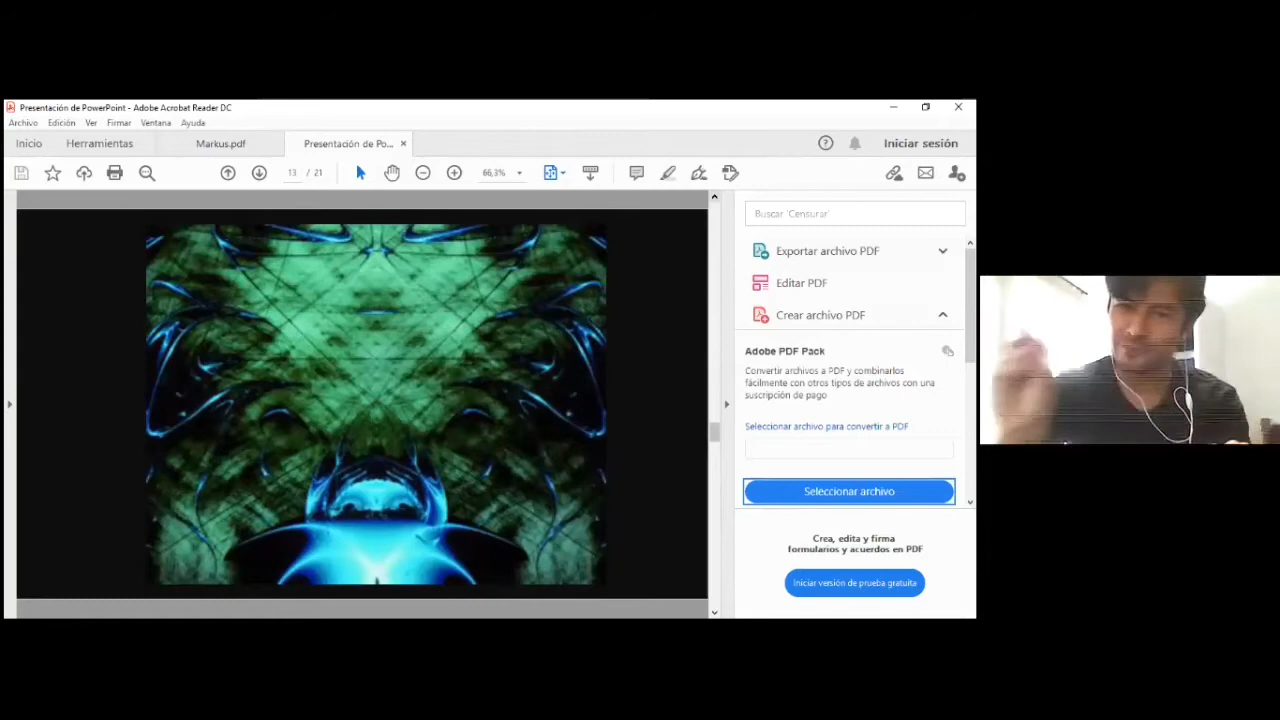 Presentación de PowerPoint - Adobe Acrobat Reader DC
Archivo Edición Ver Firmar Ventana Ayuda
Inicio Herramientas Markus.pdf Presentación de Po... × Iniciar sesión
13 / 21 66,3%
Buscar 'Censurar'
Exportar archivo PDF
Editar PDF
Crear archivo PDF
Adobe PDF Pack
Convertir archivos a PDF y combinarlos
fácilmente con otros tipos de archivos con una
suscripción de pago
Seleccionar archivo para convertir a PDF
Seleccionar archivo
Crea, edita y firma
formularios y acuerdos en PDF
Iniciar versión de prueba gratuita